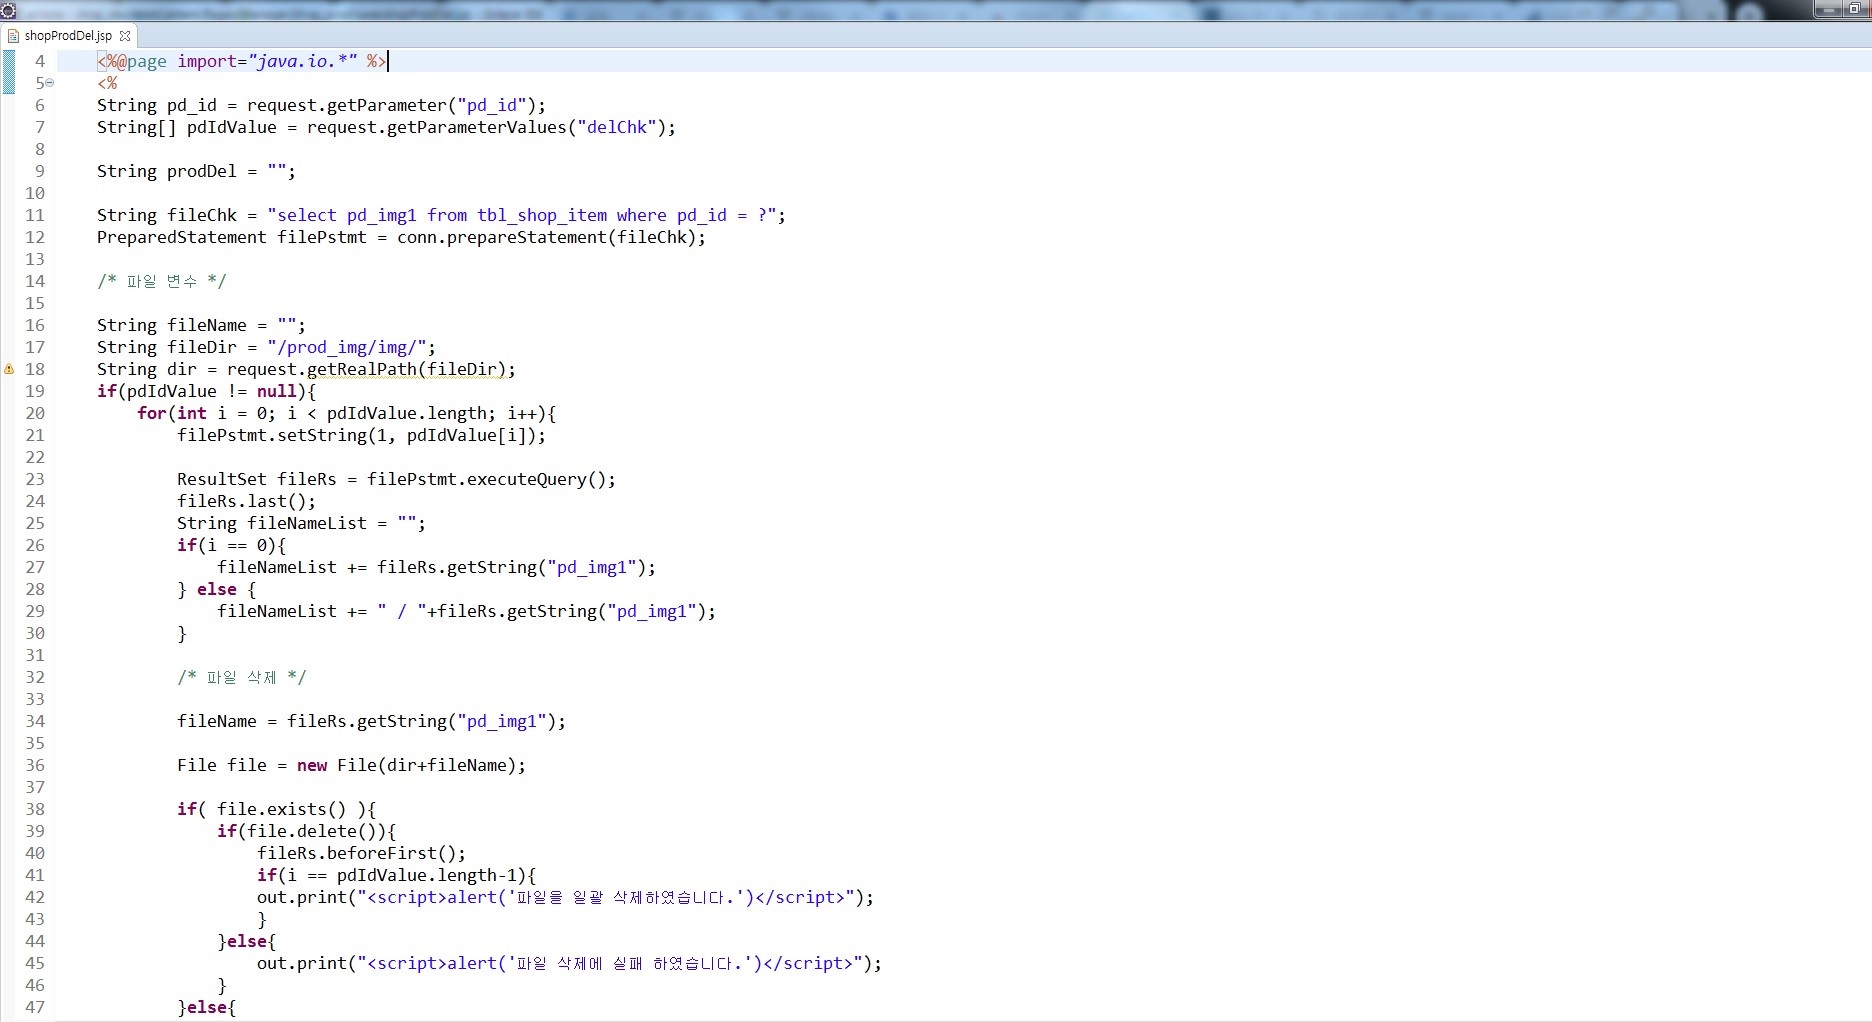 shopProdDel.jsp
4 <%@page import="java.io.*" %>
5 <%
6 String pd_id = request.getParameter("pd_id");
7 String[] pdIdValue = request.getParameterValues("delChk");
8
9 String prodDel = "";
10
11 String fileChk = "select pd_img1 from tbl_shop_item where pd_id = ?";
12 PreparedStatement filePstmt = conn.prepareStatement(fileChk);
13
14 /* 파일 변수 */
15
16 String fileName = "";
17 String fileDir = "/prod_img/img/";
18 String dir = request.getRealPath(fileDir);
19 if(pdIdValue != null){
20 for(int i = 0; i < pdIdValue.length; i++){
21 filePstmt.setString(1, pdIdValue[i]);
22
23 ResultSet fileRs = filePstmt.executeQuery();
24 fileRs.last();
25 String fileNameList = "";
26 if(i == 0){
27 fileNameList += fileRs.getString("pd_img1");
28 } else {
29 fileNameList += " / "+fileRs.getString("pd_img1");
30 }
31
32 /* 파일 삭제 */
33
34 fileName = fileRs.getString("pd_img1");
35
36 File file = new File(dir+fileName);
37
38 if( file.exists() ){
39 if(file.delete()){
40 fileRs.beforeFirst();
41 if(i == pdIdValue.length-1){
42 out.print("<script>alert('파일을 일괄 삭제하였습니다.')</script>");
43 }
44 }else{
45 out.print("<script>alert('파일 삭제에 실패 하였습니다.')</script>");
46 }
47 }else{